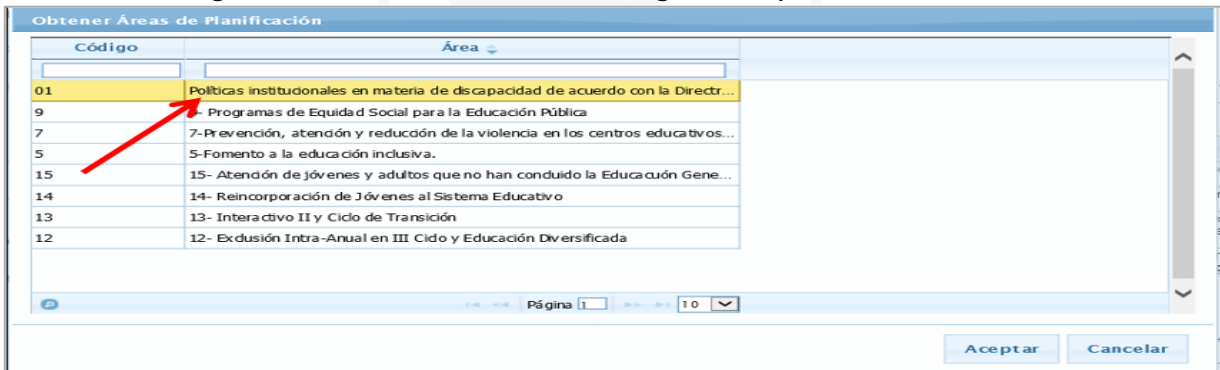 Obtener Áreas de Planificación
Código Área
01 Políticas institucionales en materia de discapacidad de acuerdo con la Directr...
9 - Programas de Equidad Social para la Educación Pública
7 7-Prevención, atención y reducción de la violencia en los centros educativos...
5 5-Fomento a la educación inclusiva.
15 15- Atención de jóvenes y adultos que no han concluido la Educacuón Gene...
14 14- Reincorporación de Jóvenes al Sistema Educativo
13 13- Interactivo II y Ciclo de Transición
12 12- Exclusión Intra-Anual en III Ciclo y Educación Diversificada
Página 1 10
Aceptar Cancelar